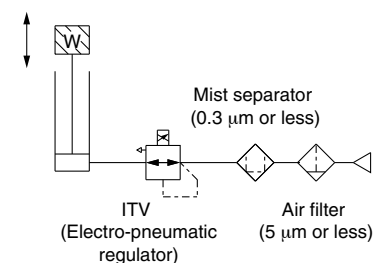 W
Mist separator
(0.3 μm or less)
ITV
(Electro-pneumatic
regulator)
Air filter
(5 μm or less)